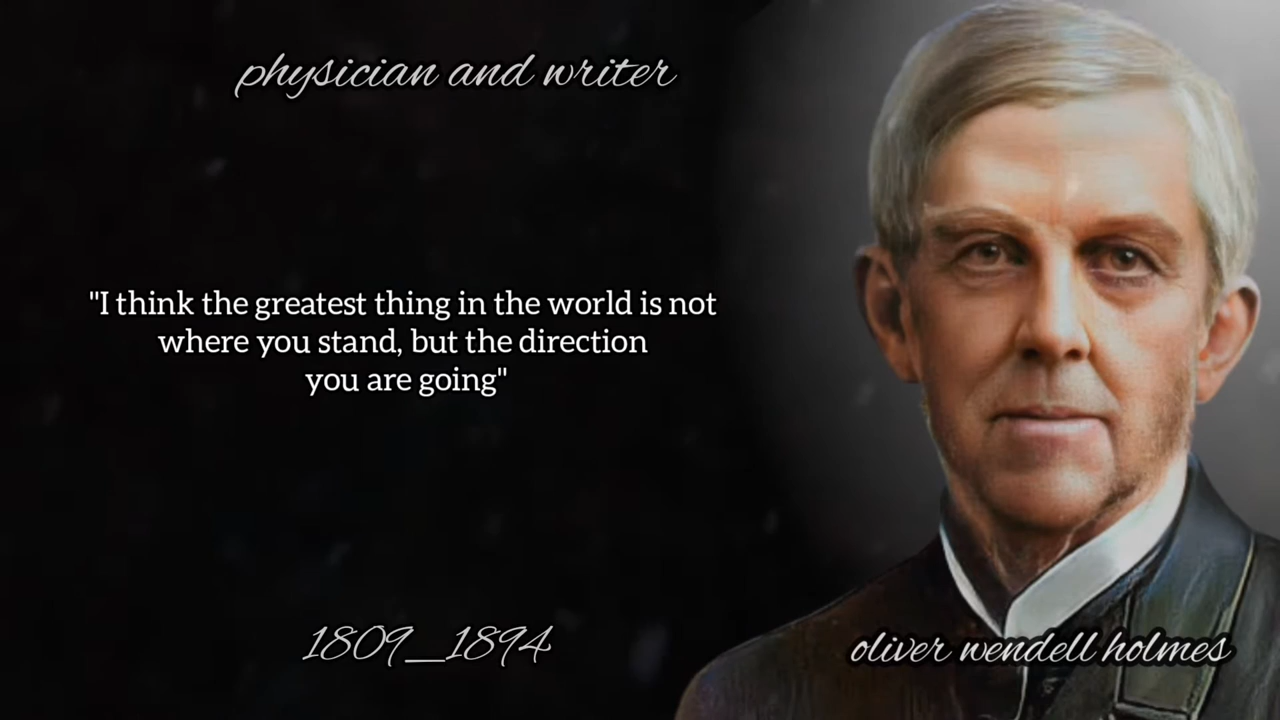 physician and writer
"I think the greatest thing in the world is not
where you stand, but the direction
you are going"
1809_1894
oliver wendell holmes